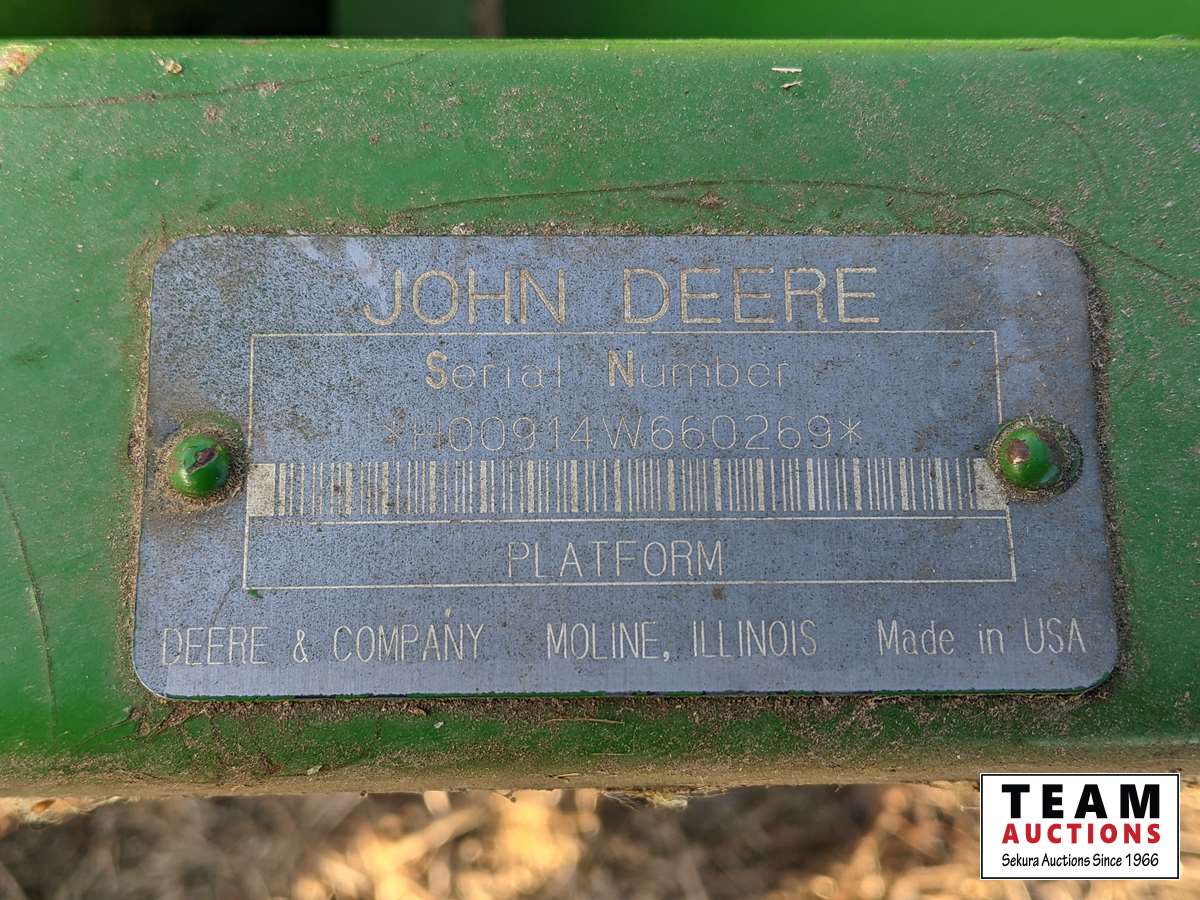 JOHN DEERE
Serial Number
*H00914W660269*
PLATFORM
DEERE & COMPANY MOLINE, ILLINOIS Made in USA
TEAM
AUCTIONS
Sekura Auctions Since 1966